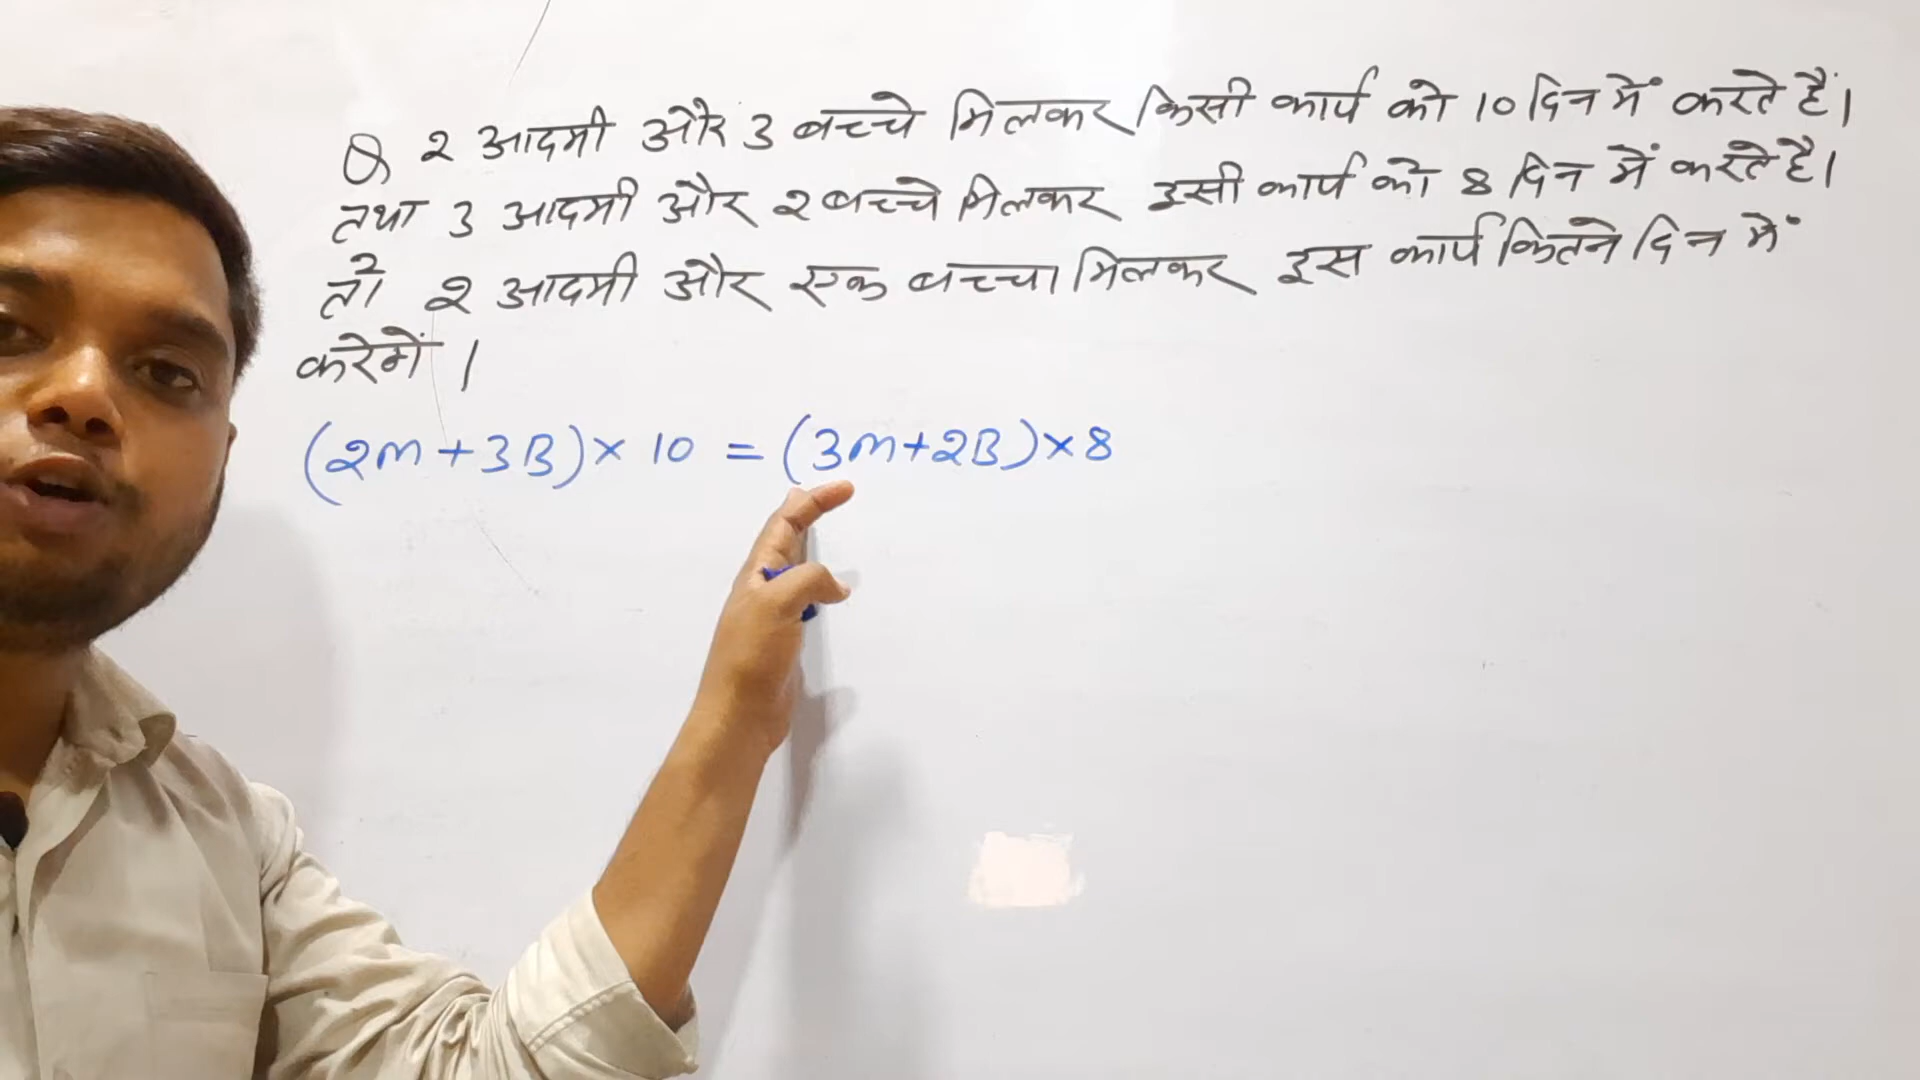 Q 2 आदमी और 3 बच्चे मिलकर किसी कार्य को 10 दिन में करते हैं।
तथा 3 आदमी और 2 बच्चे मिलकर इसी कार्य को 8 दिन में करते है।
तो 2 आदमी और एक बच्चा मिलकर इस कार्य कितने दिन में
करेगें।
(2m+3B)×10 = (3m+2B)×8